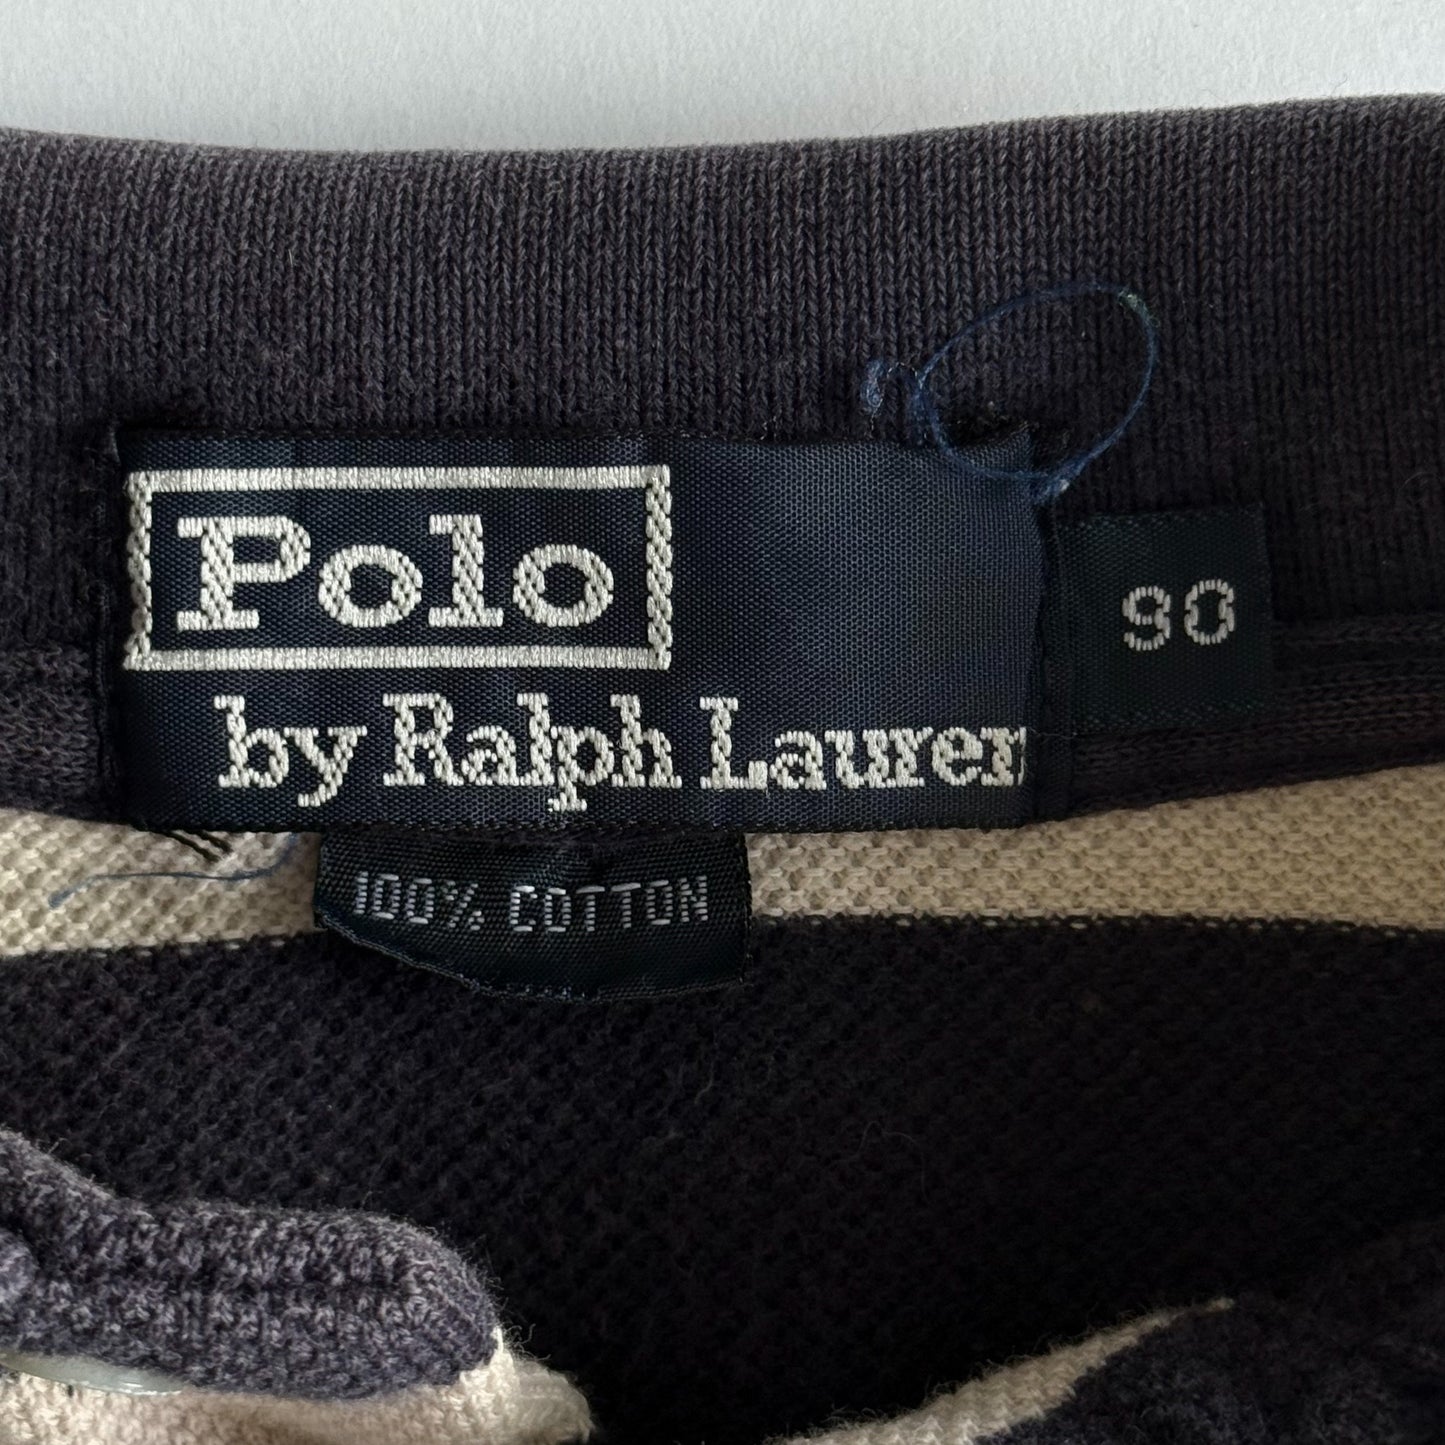 Polo
by Ralph Lauren
90
100% COTTON